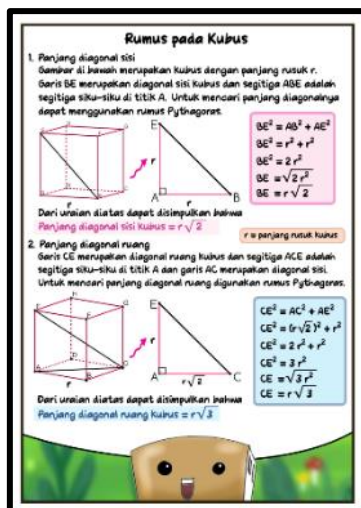 Rumus pada Kubus
1. Panjang diagonal sisi
Gambar di bawah merupakan kubus dengan panjang rusuk r.
Garis BE merupakan diagonal sisi kubus dan segitiga ABE adalah
segitiga siku-siku di titik A. Untuk mencari panjang diagonalnya
dapat menggunakan rumus Pythagoras.
r
E
r
A
r
B
BE² = AB² + AE²
BE² = r² + r²
BE² = 2 r²
BE = √2 r²
BE = r √2
Dari uraian diatas dapat disimpulkan bahwa
Panjang diagonal sisi kubus = r√2
r = panjang rusuk kubus
2. Panjang diagonal ruang
Garis CE merupakan diagonal ruang kubus dan segitiga ACE adalah
segitiga siku-siku di titik A dan garis AC merupakan diagonal sisi.
Untuk mencari panjang diagonal ruang digunakan rumus Pythagoras.
r
E
r
A
r√2
C
CE² = AC² + AE²
CE² = (r√2)² + r²
CE² = 2 r² + r²
CE² = 3 r²
CE = √3 r²
CE = r √3
Dari uraian diatas dapat disimpulkan bahwa
Panjang diagonal ruang kubus = r√3